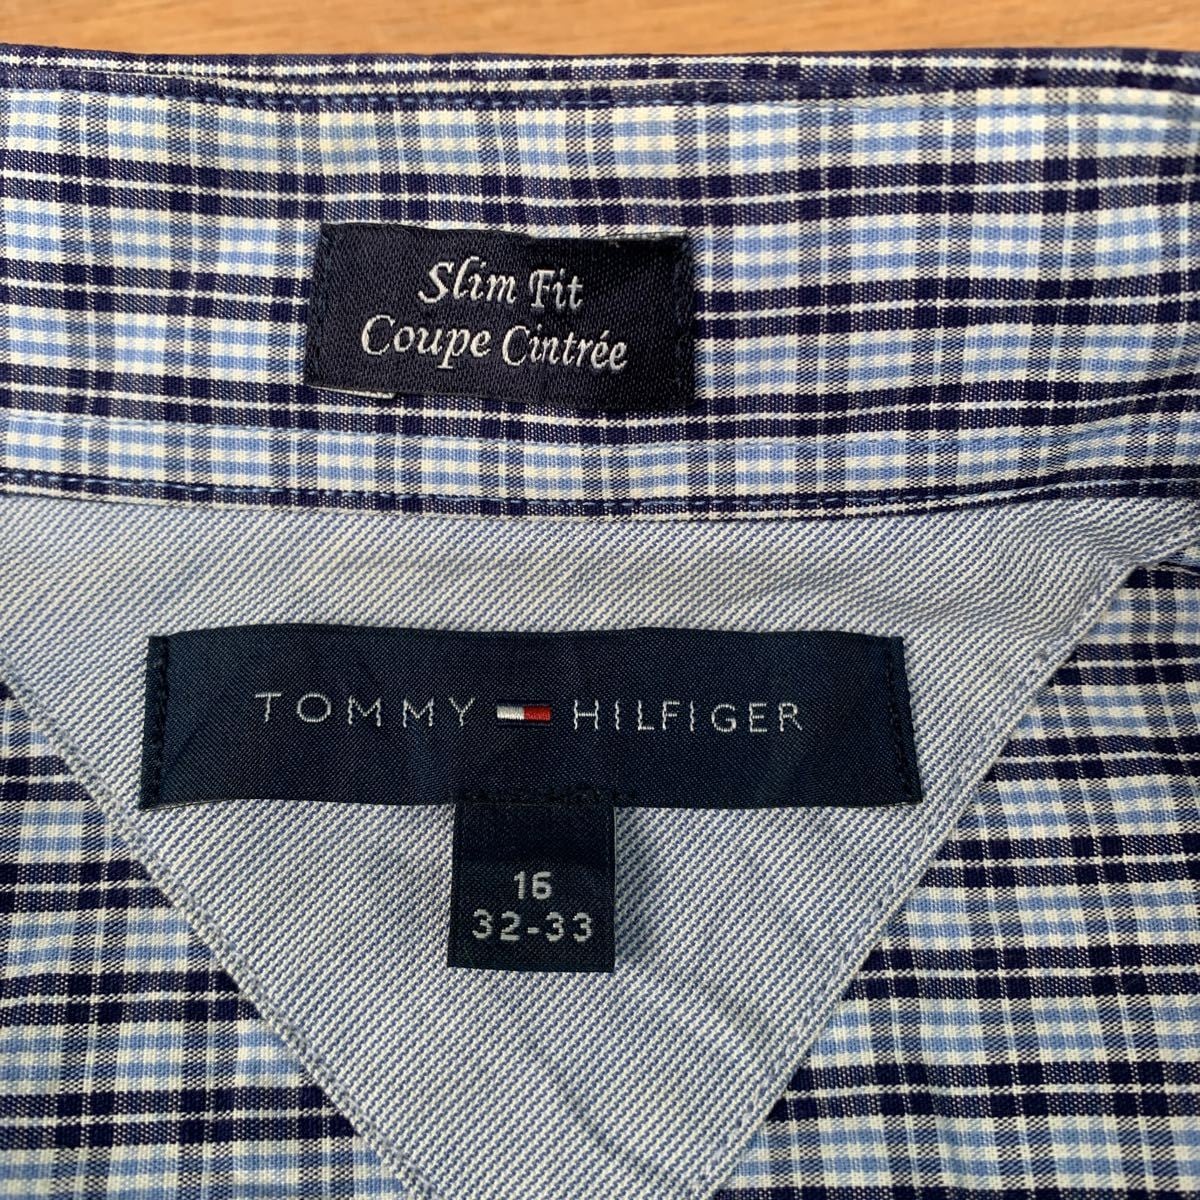 Slim Fit
Coupe Cintrée
TOMMY HILFIGER
16
32-33